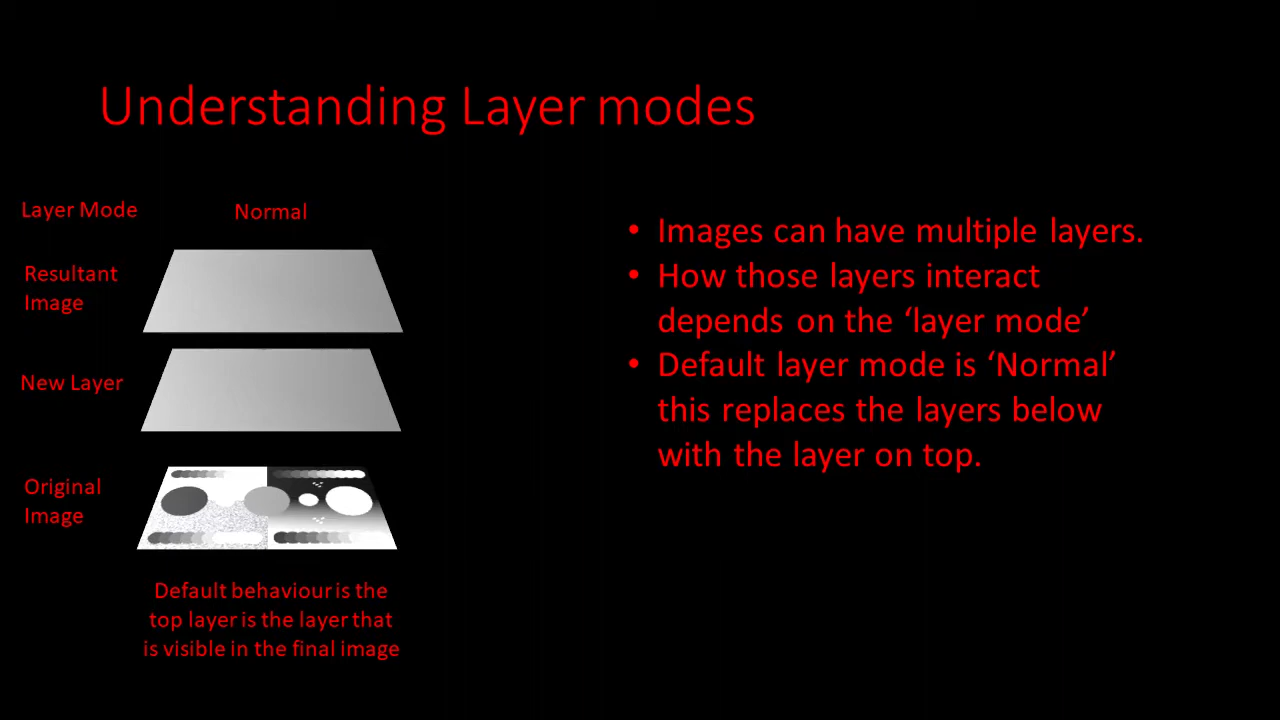 Understanding Layer modes
Layer Mode
Normal
Resultant
Image
New Layer
Original
Image
Default behaviour is the
top layer is the layer that
is visible in the final image
• Images can have multiple layers.
• How those layers interact
depends on the ‘layer mode’
• Default layer mode is ‘Normal’
this replaces the layers below
with the layer on top.